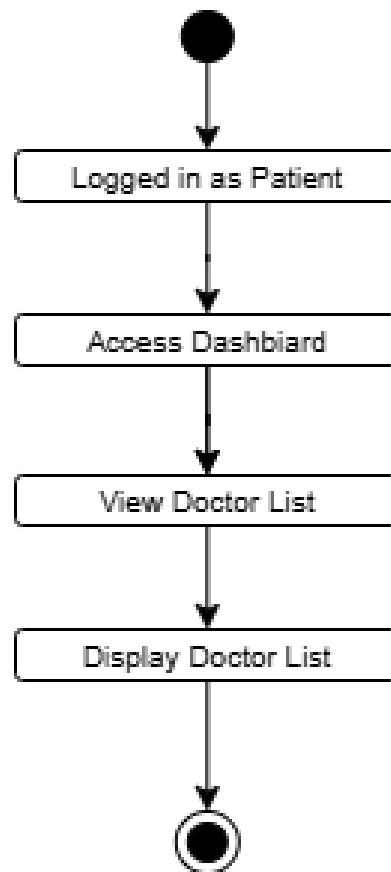 Logged in as Patient
Access Dashbiard
View Doctor List
Display Doctor List